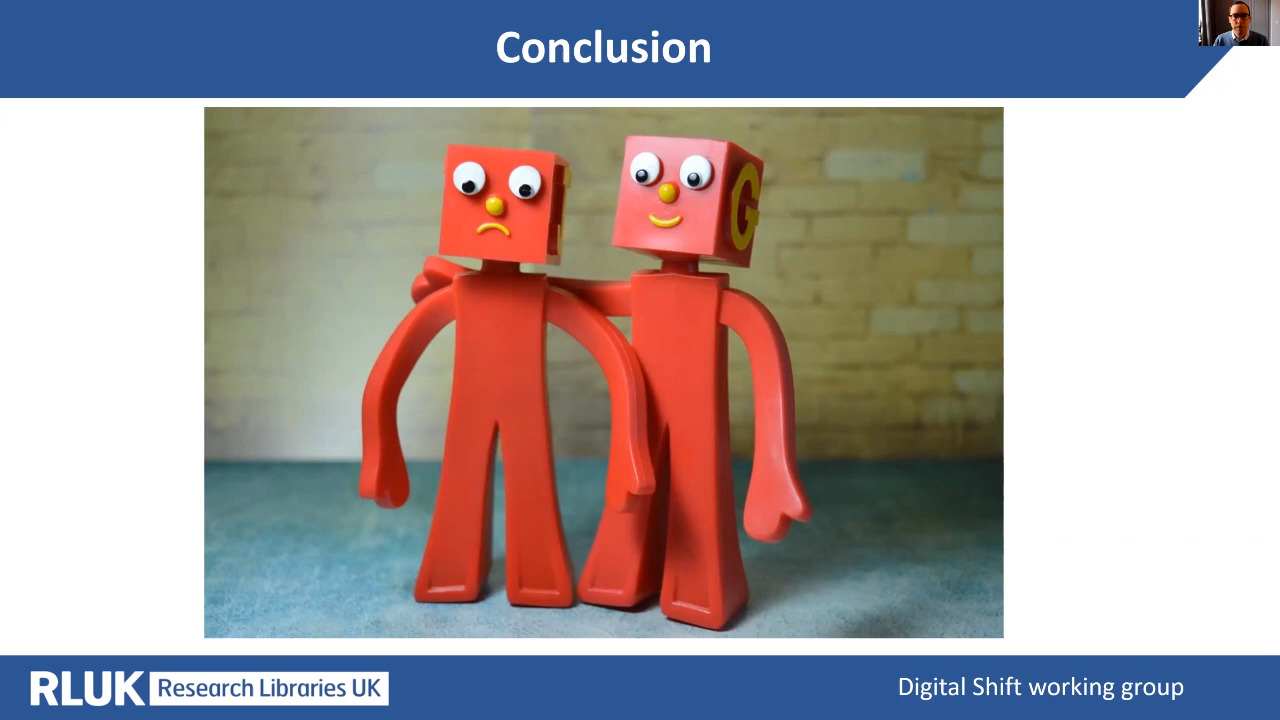 Conclusion
G
RLUK Research Libraries UK
Digital Shift working group